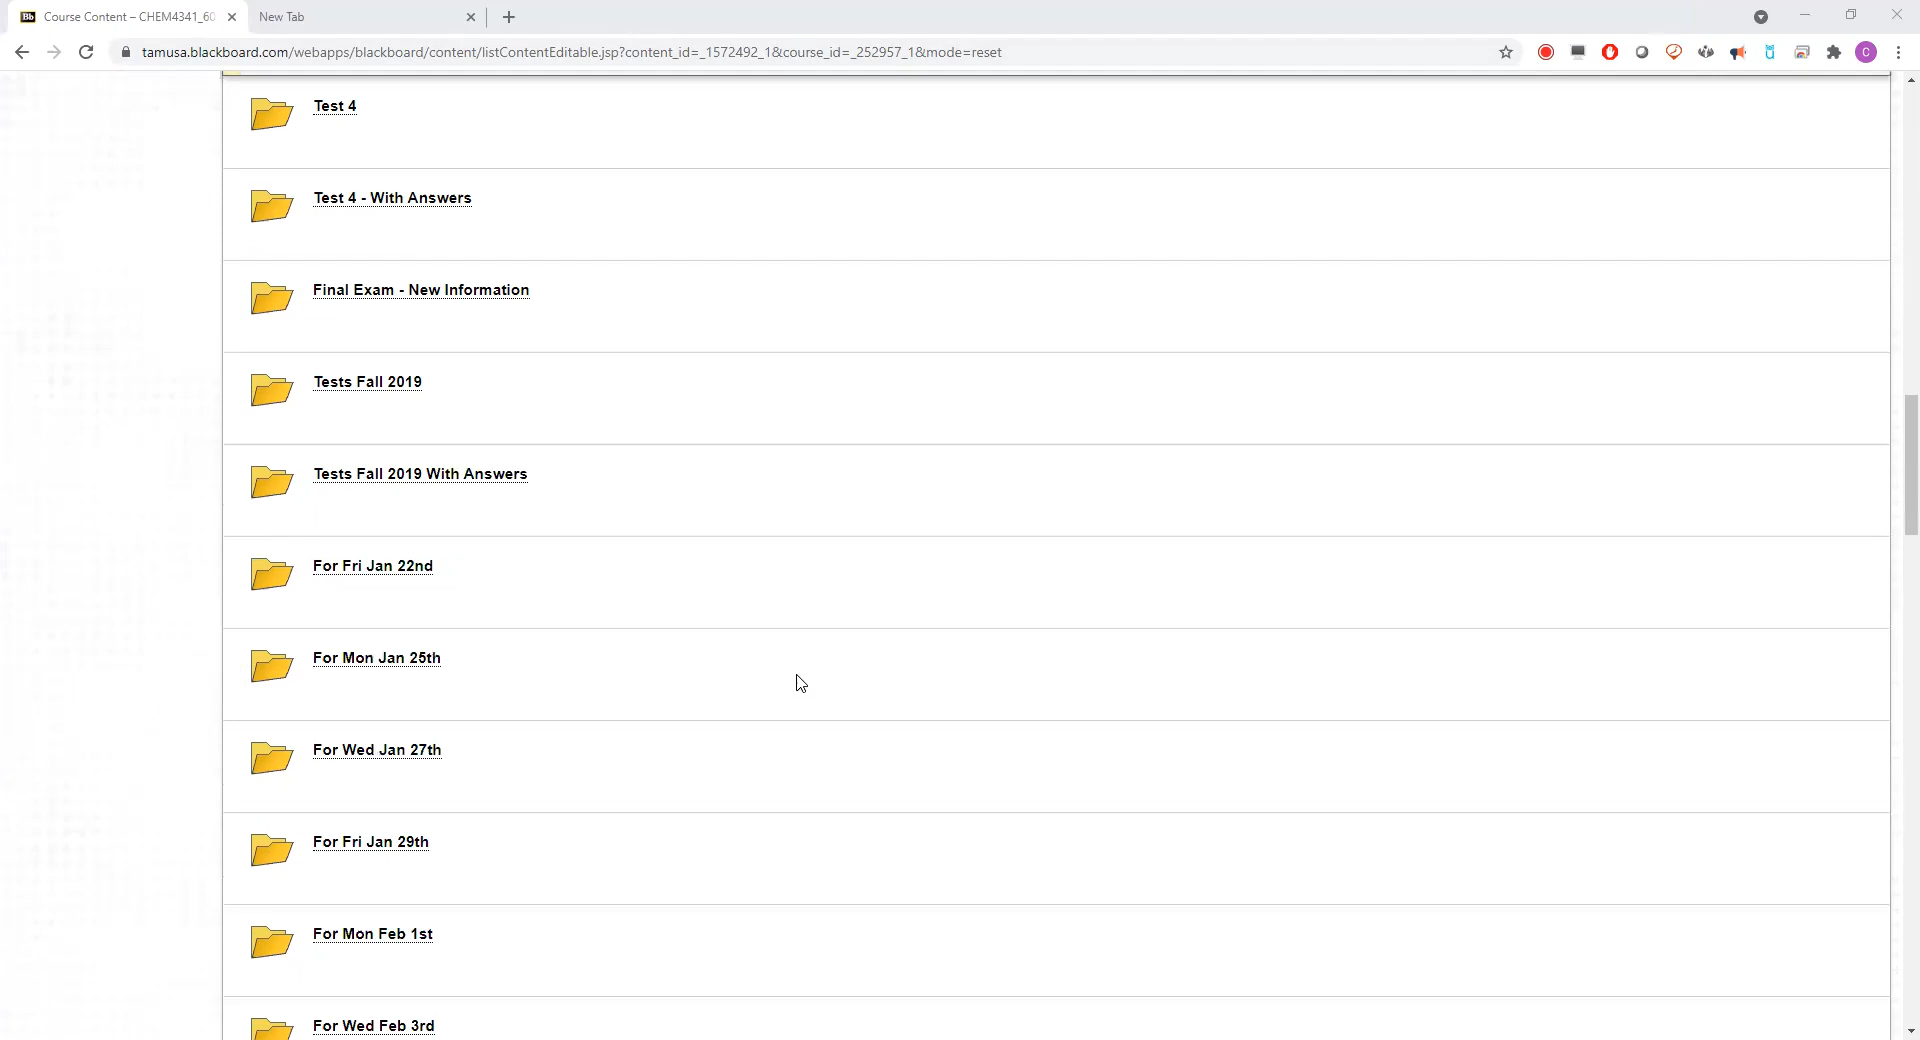 Bb Course Content – CHEM4341_60
New Tab
tamusa.blackboard.com/webapps/blackboard/content/listContentEditable.jsp?content_id=_1572492_1&course_id=_252957_1&mode=reset
C
Test 4
Test 4 - With Answers
Final Exam - New Information
Tests Fall 2019
Tests Fall 2019 With Answers
For Fri Jan 22nd
For Mon Jan 25th
For Wed Jan 27th
For Fri Jan 29th
For Mon Feb 1st
For Wed Feb 3rd